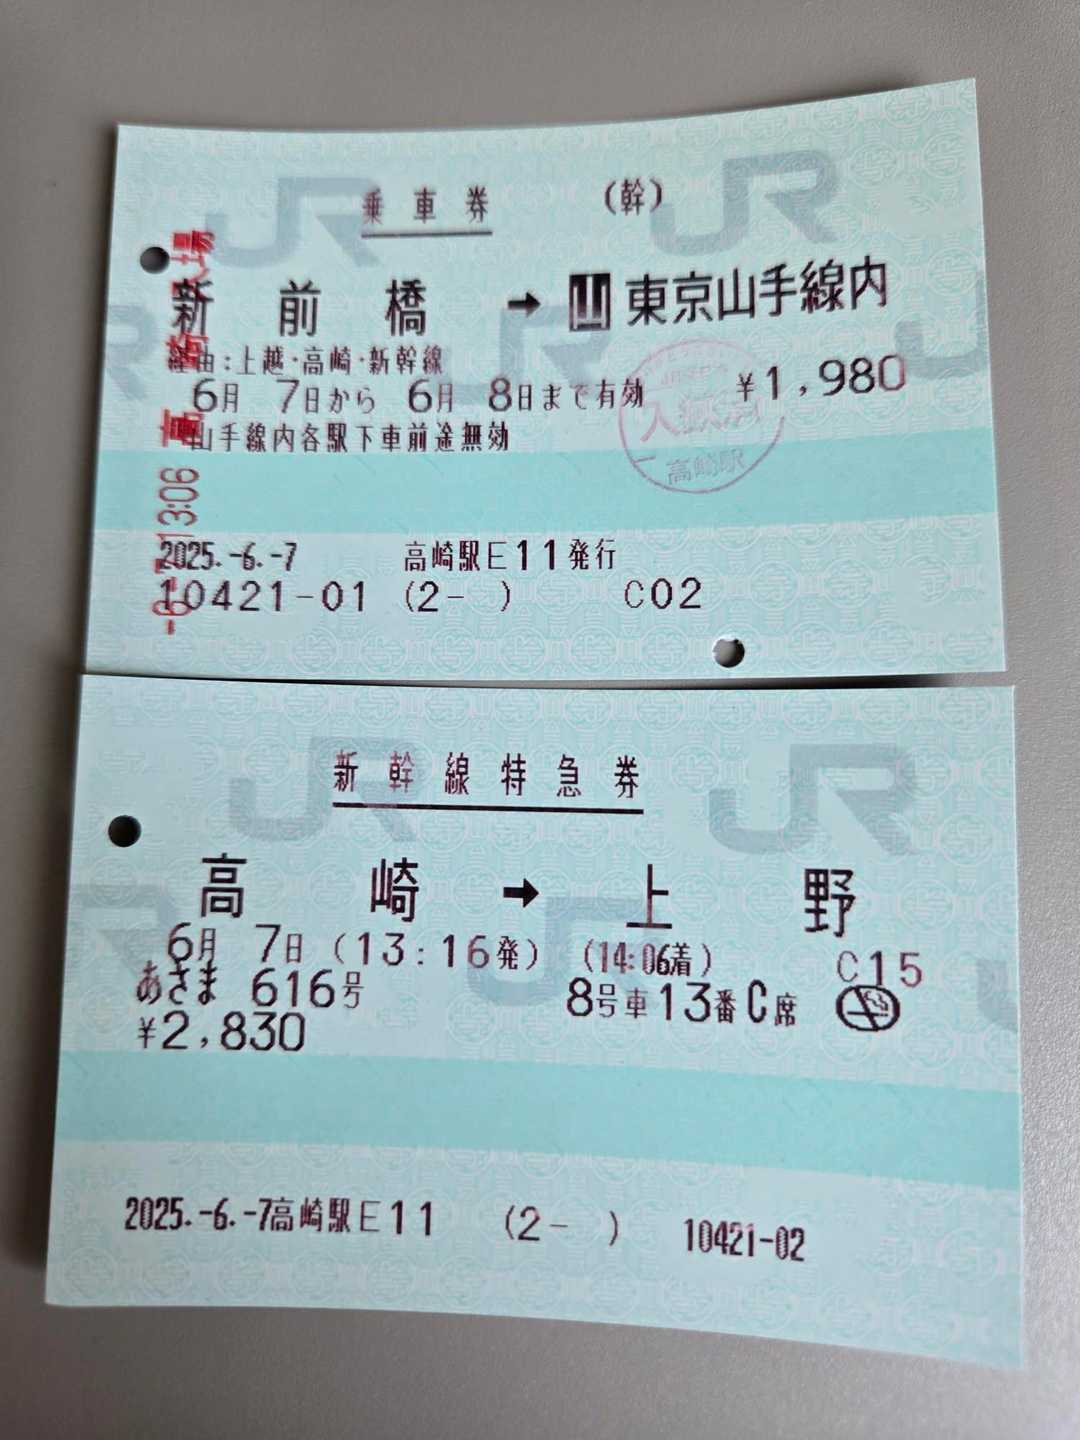 乗車券 (幹)
新前橋 → 山 東京山手線内
経由:上越・高崎・新幹線
6月 7日から 6月 8日まで有効 ¥1,980
山手線内各駅下車前途無効
2025.-6.-7 高崎駅E11発行
10421-01 (2- ) C02
13:06
高崎駅
JR
新幹線特急券
高崎 → 上野
6月 7日 (13:16発) (14:06着) C15
あさま 616号 8号車13番C席
¥2,830
2025.-6.-7高崎駅E11 (2- ) 10421-02
JR